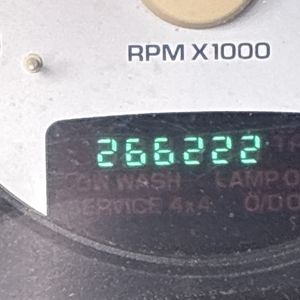 RPM X1000
266222
WASH LAMP
SERVICE 4x4 O/D O